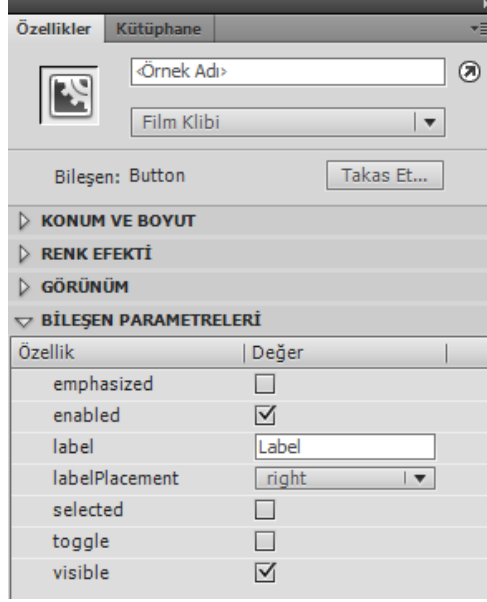 Özellikler Kütüphane
<Örnek Adı>
Film Klibi
Bileşen: Button Takas Et...
KONUM VE BOYUT
RENK EFEKTİ
GÖRÜNÜM
BİLEŞEN PARAMETRELERİ
Özellik Değer
emphasized
enabled
label Label
labelPlacement right
selected
toggle
visible